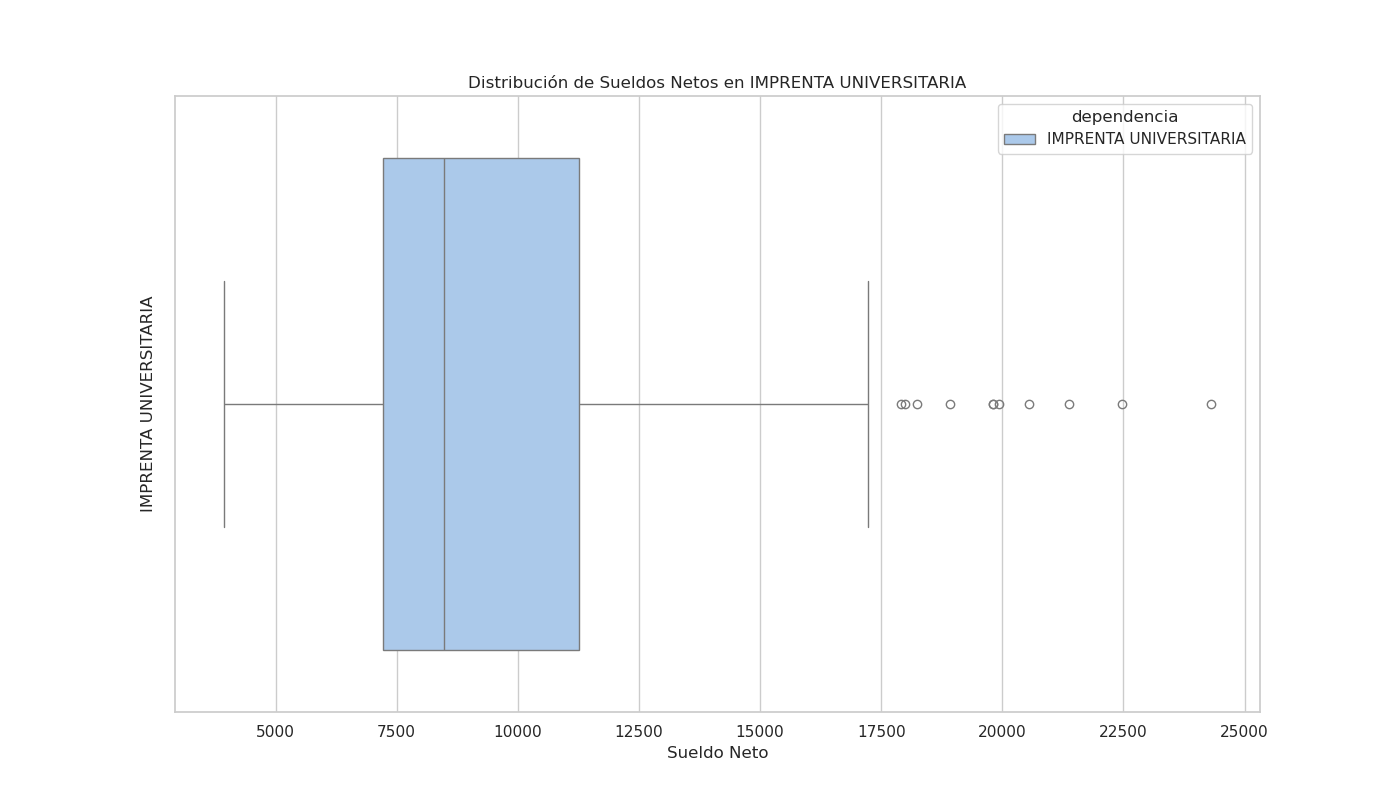 Distribución de Sueldos Netos en IMPRENTA UNIVERSITARIA
dependencia
IMPRENTA UNIVERSITARIA
IMPRENTA UNIVERSITARIA
5000 7500 10000 12500 15000 17500 20000 22500 25000
Sueldo Neto